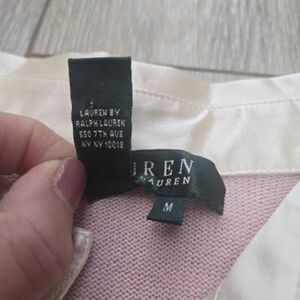 LAUREN BY
RALPH LAUREN
550 7TH AVE
NY NY 10018
UREN
LAUREN
M